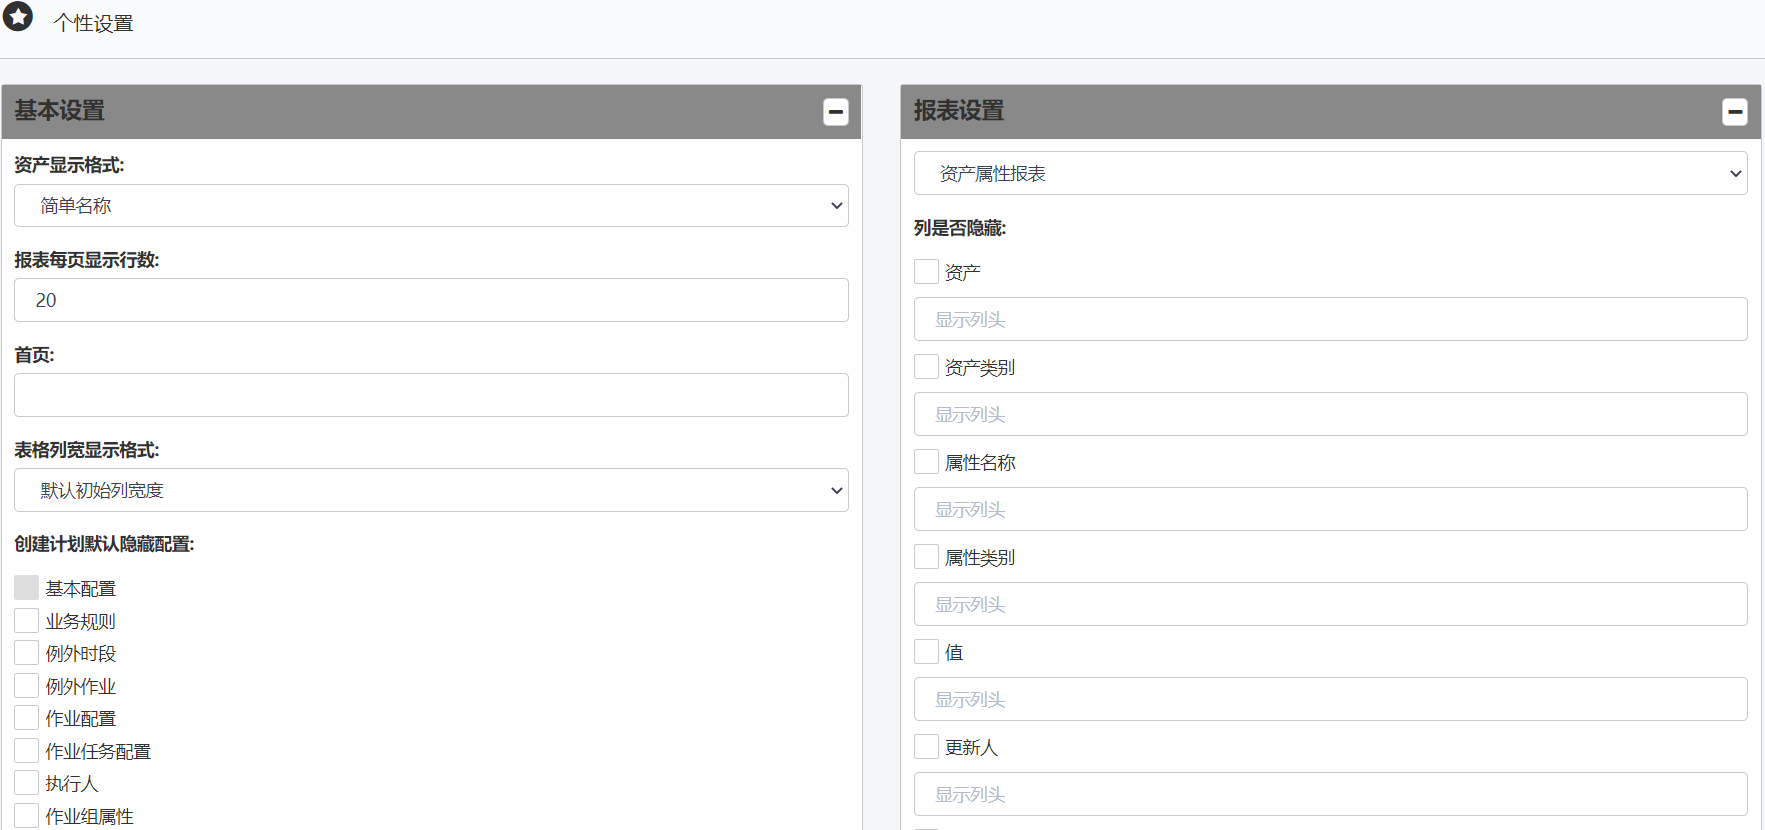 个性设置
基本设置
资产显示格式:
简单名称
报表每页显示行数:
20
首页:
表格列宽显示格式:
默认初始列宽度
创建计划默认隐藏配置:
基本配置
业务规则
例外时段
例外作业
作业配置
作业任务配置
执行人
作业组属性
报表设置
资产属性报表
列是否隐藏:
资产
显示列头
资产类别
显示列头
属性名称
显示列头
属性类别
显示列头
值
显示列头
更新人
显示列头